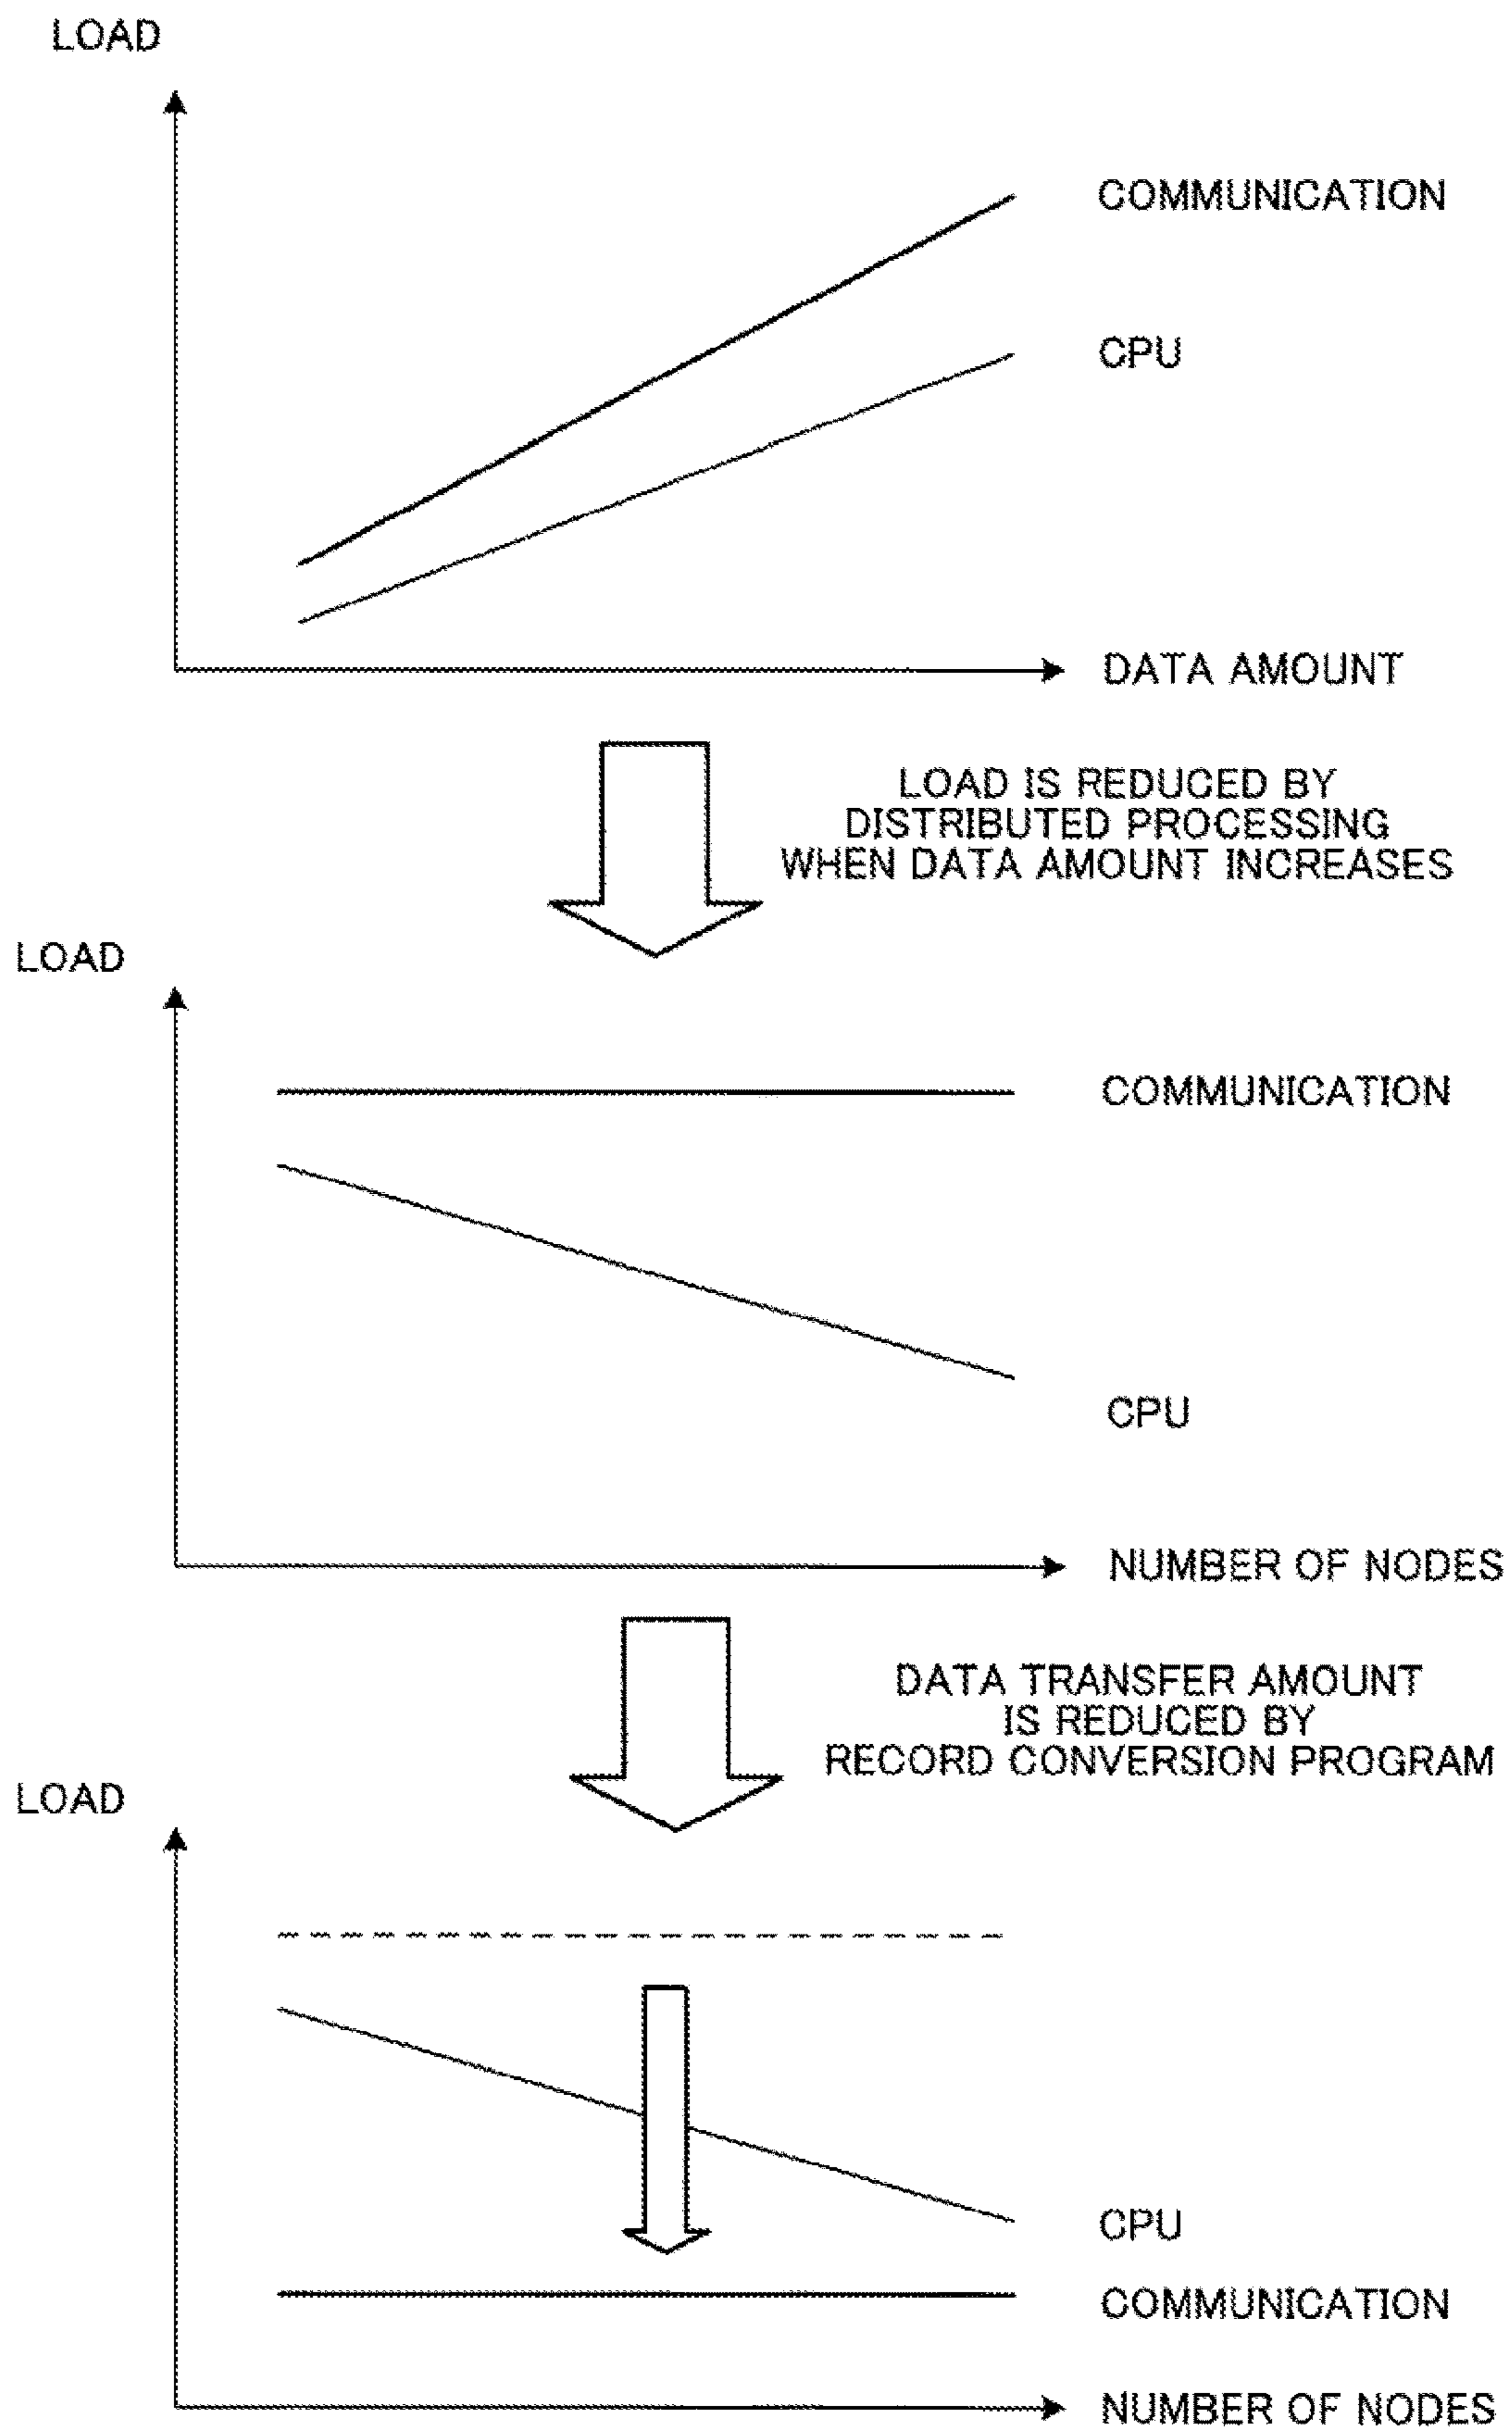 LOAD
COMMUNICATION
CPU
DATA AMOUNT
LOAD IS REDUCED BY
DISTRIBUTED PROCESSING
WHEN DATA AMOUNT INCREASES
LOAD
COMMUNICATION
CPU
NUMBER OF NODES
DATA TRANSFER AMOUNT
IS REDUCED BY
RECORD CONVERSION PROGRAM
LOAD
CPU
COMMUNICATION
NUMBER OF NODES